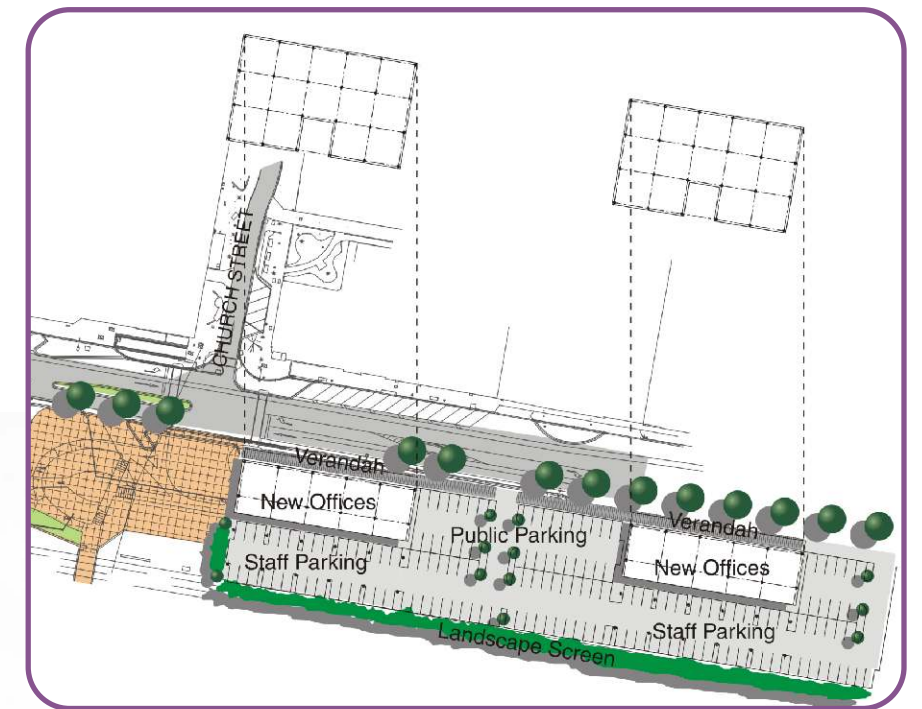 CHURCH STREET
Verandah
New Offices
Public Parking
Verandah
Staff Parking
New Offices
Staff Parking
Landscape Screen